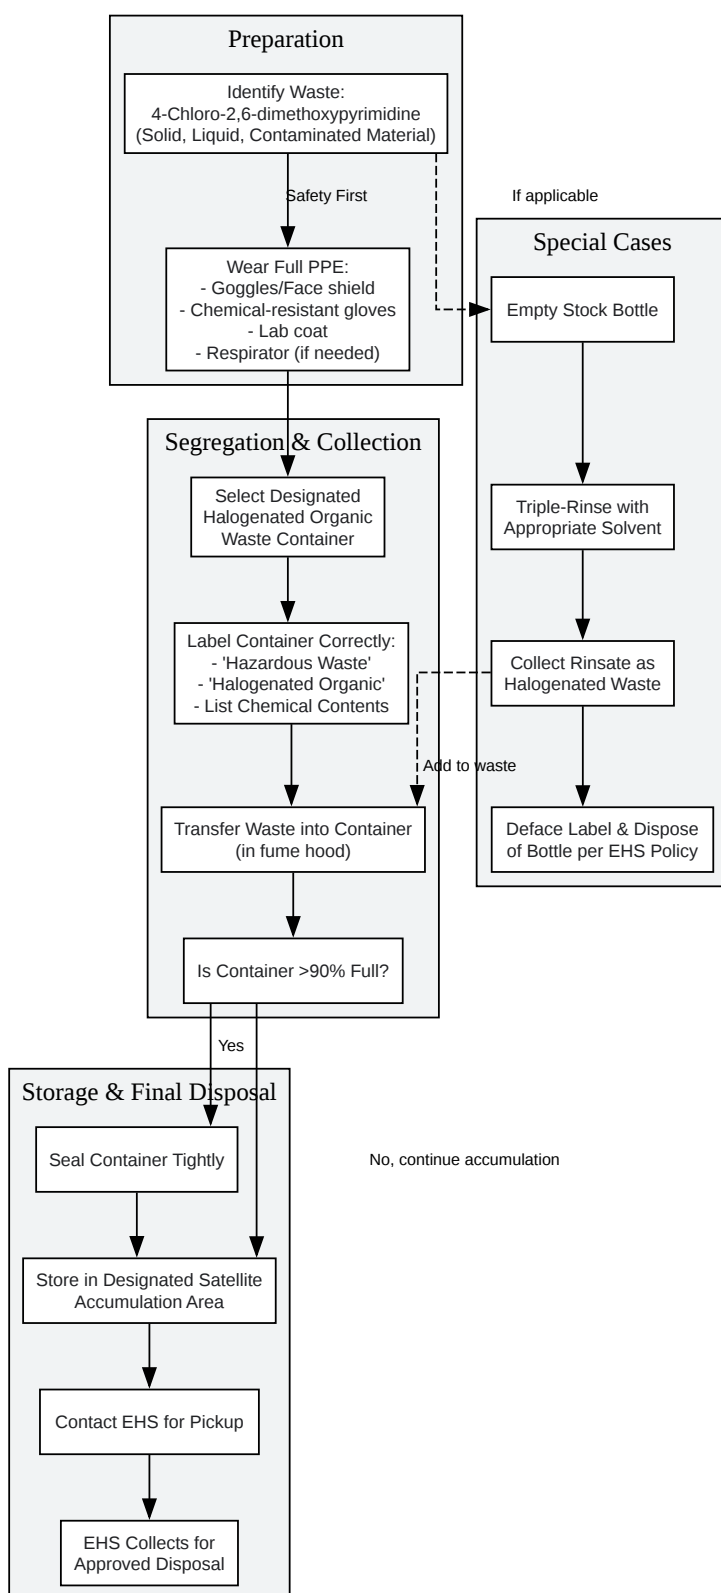 Preparation
Identify Waste:
4-Chloro-2,6-dimethoxypyrimidine
(Solid, Liquid, Contaminated Material)
Safety First
If applicable
Wear Full PPE:
- Goggles/Face shield
- Chemical-resistant gloves
- Lab coat
- Respirator (if needed)
Special Cases
Empty Stock Bottle
Triple-Rinse with
Appropriate Solvent
Collect Rinsate as
Halogenated Waste
Add to waste
Deface Label & Dispose
of Bottle per EHS Policy
Segregation & Collection
Select Designated
Halogenated Organic
Waste Container
Label Container Correctly:
- 'Hazardous Waste'
- 'Halogenated Organic'
- List Chemical Contents
Transfer Waste into Container
(in fume hood)
Is Container >90% Full?
Yes
No, continue accumulation
Storage & Final Disposal
Seal Container Tightly
Store in Designated Satellite
Accumulation Area
Contact EHS for Pickup
EHS Collects for
Approved Disposal